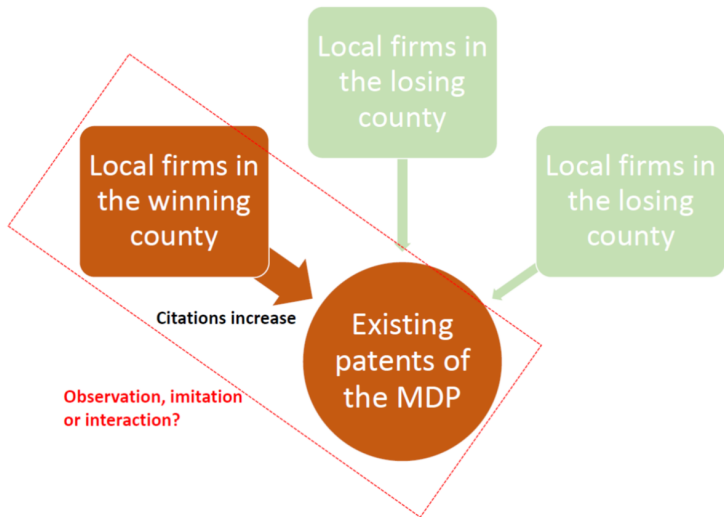 Local firms in
the losing
county
Local firms in
the winning
county
Local firms in
the losing
county
Citations increase
Existing
patents of
the MDP
Observation, imitation
or interaction?